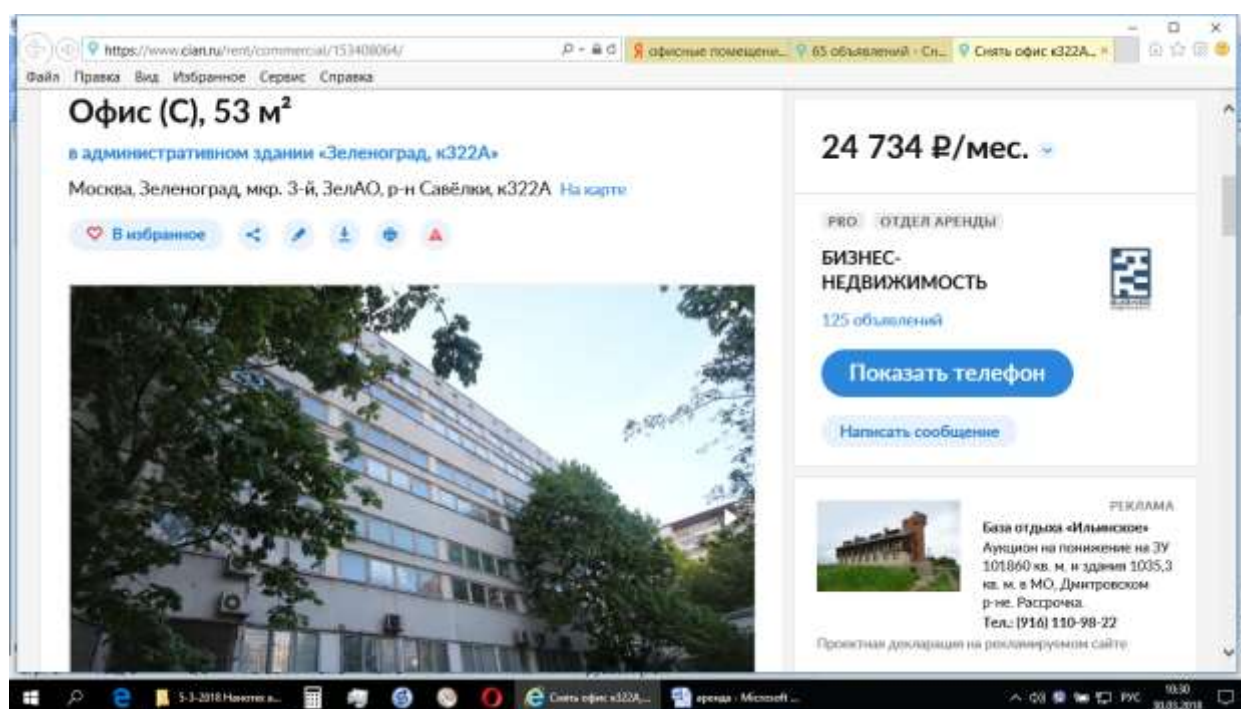 https://www.cian.ru/rent/commercial/153408064/
офисные помещени...
65 объявлений - Сн...
Снять офис к322А...
Файл Правка Вид Избранное Сервис Справка
Офис (C), 53 м²
в административном здании «Зеленоград, к322А»
Москва, Зеленоград, мкр. 3-й, ЗелАО, р-н Савёлки, к322А На карте
В избранное
24 734 ₽/мес.
PRO ОТДЕЛ АРЕНДЫ
БИЗНЕС-
НЕДВИЖИМОСТЬ
125 объявлений
Показать телефон
Написать сообщение
РЕКЛАМА
База отдыха «Ильинское»
Аукцион на понижение на ЗУ
101860 кв. м. и здания 1035,3
кв. м. в МО, Дмитровском
р-не. Рассрочка.
Тел.: (916) 110-98-22
Проектная декларация на рекламируемом сайте
Снять офис к322А,...
аренда - Microsoft ...
РУС
10:30
30.03.2018